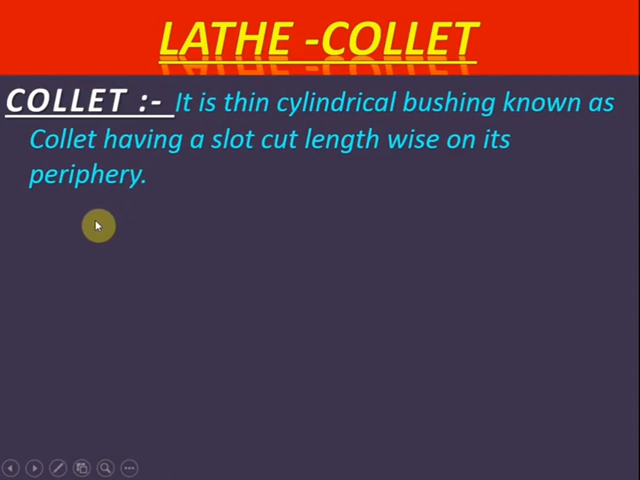 LATHE -COLLET
COLLET :- It is thin cylindrical bushing known as
Collet having a slot cut length wise on its
periphery.